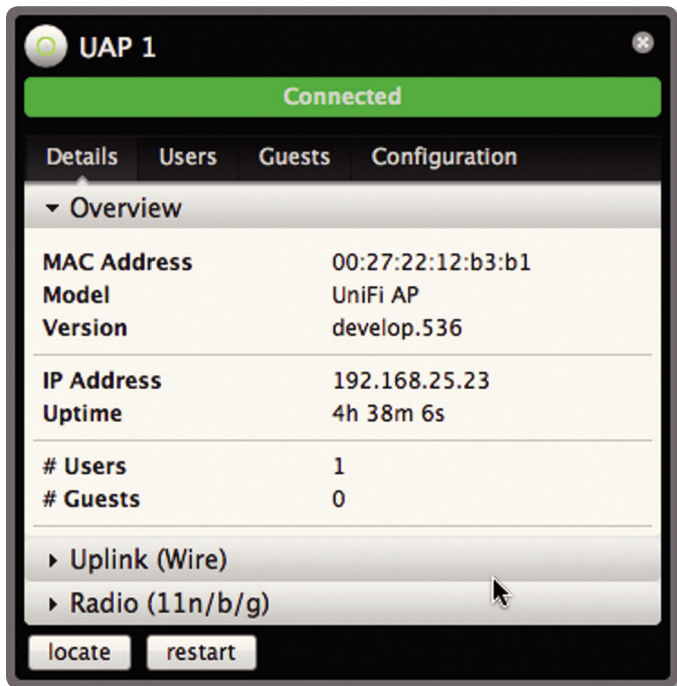 UAP 1
Connected
Details Users Guests Configuration
Overview
MAC Address 00:27:22:12:b3:b1
Model UniFi AP
Version develop.536
IP Address 192.168.25.23
Uptime 4h 38m 6s
# Users 1
# Guests 0
Uplink (Wire)
Radio (11n/b/g)
locate restart